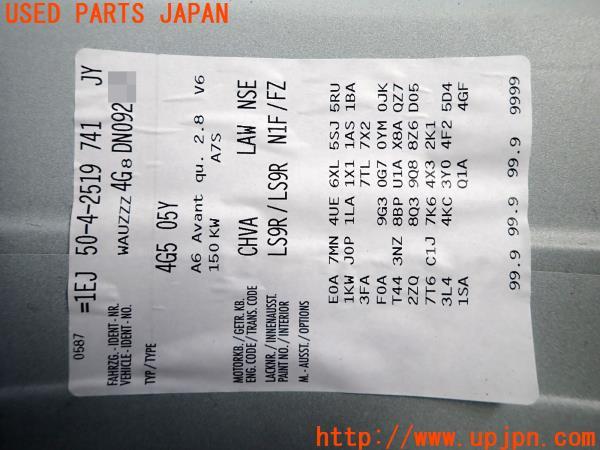 USED PARTS JAPAN
0587
=1EJ 50-4-2519 741 JY
FAHRZG.-IDENT-NR.
VEHICLE-IDENT-NO.
WAUZZZ 4G8 DN092
TYP/TYPE
4G5 05Y
A6 Avant qu. 2.8 V6
150 KW A7S
MOTORKB./GETR.KB.
ENG.CODE/TRANS.CODE
CHVA LAW NSE
LACKNR./INNENAUSST.
PAINT NO./INTERIOR
LS9R/LS9R N1F/FZ
M.-AUSST./OPTIONS
E0A 7MN 4UE 6XL 5SJ 5RU
1KW J0P 1LA 1X1 1AS 1BA
3FA 7TL 7X2
F0A 9G3 0G7 0YM 0JK
T44 3NZ 8BP U1A X8A QZ7
2ZQ 8Q3 9Q8 8Z6 D05
7T6 C1J 7K6 4X3 2K1
3L4 4KC 3Y0 4F2 5D4
1SA Q1A 4GF
99.9 99.9 99.9 9999
http://www.upjpn.com